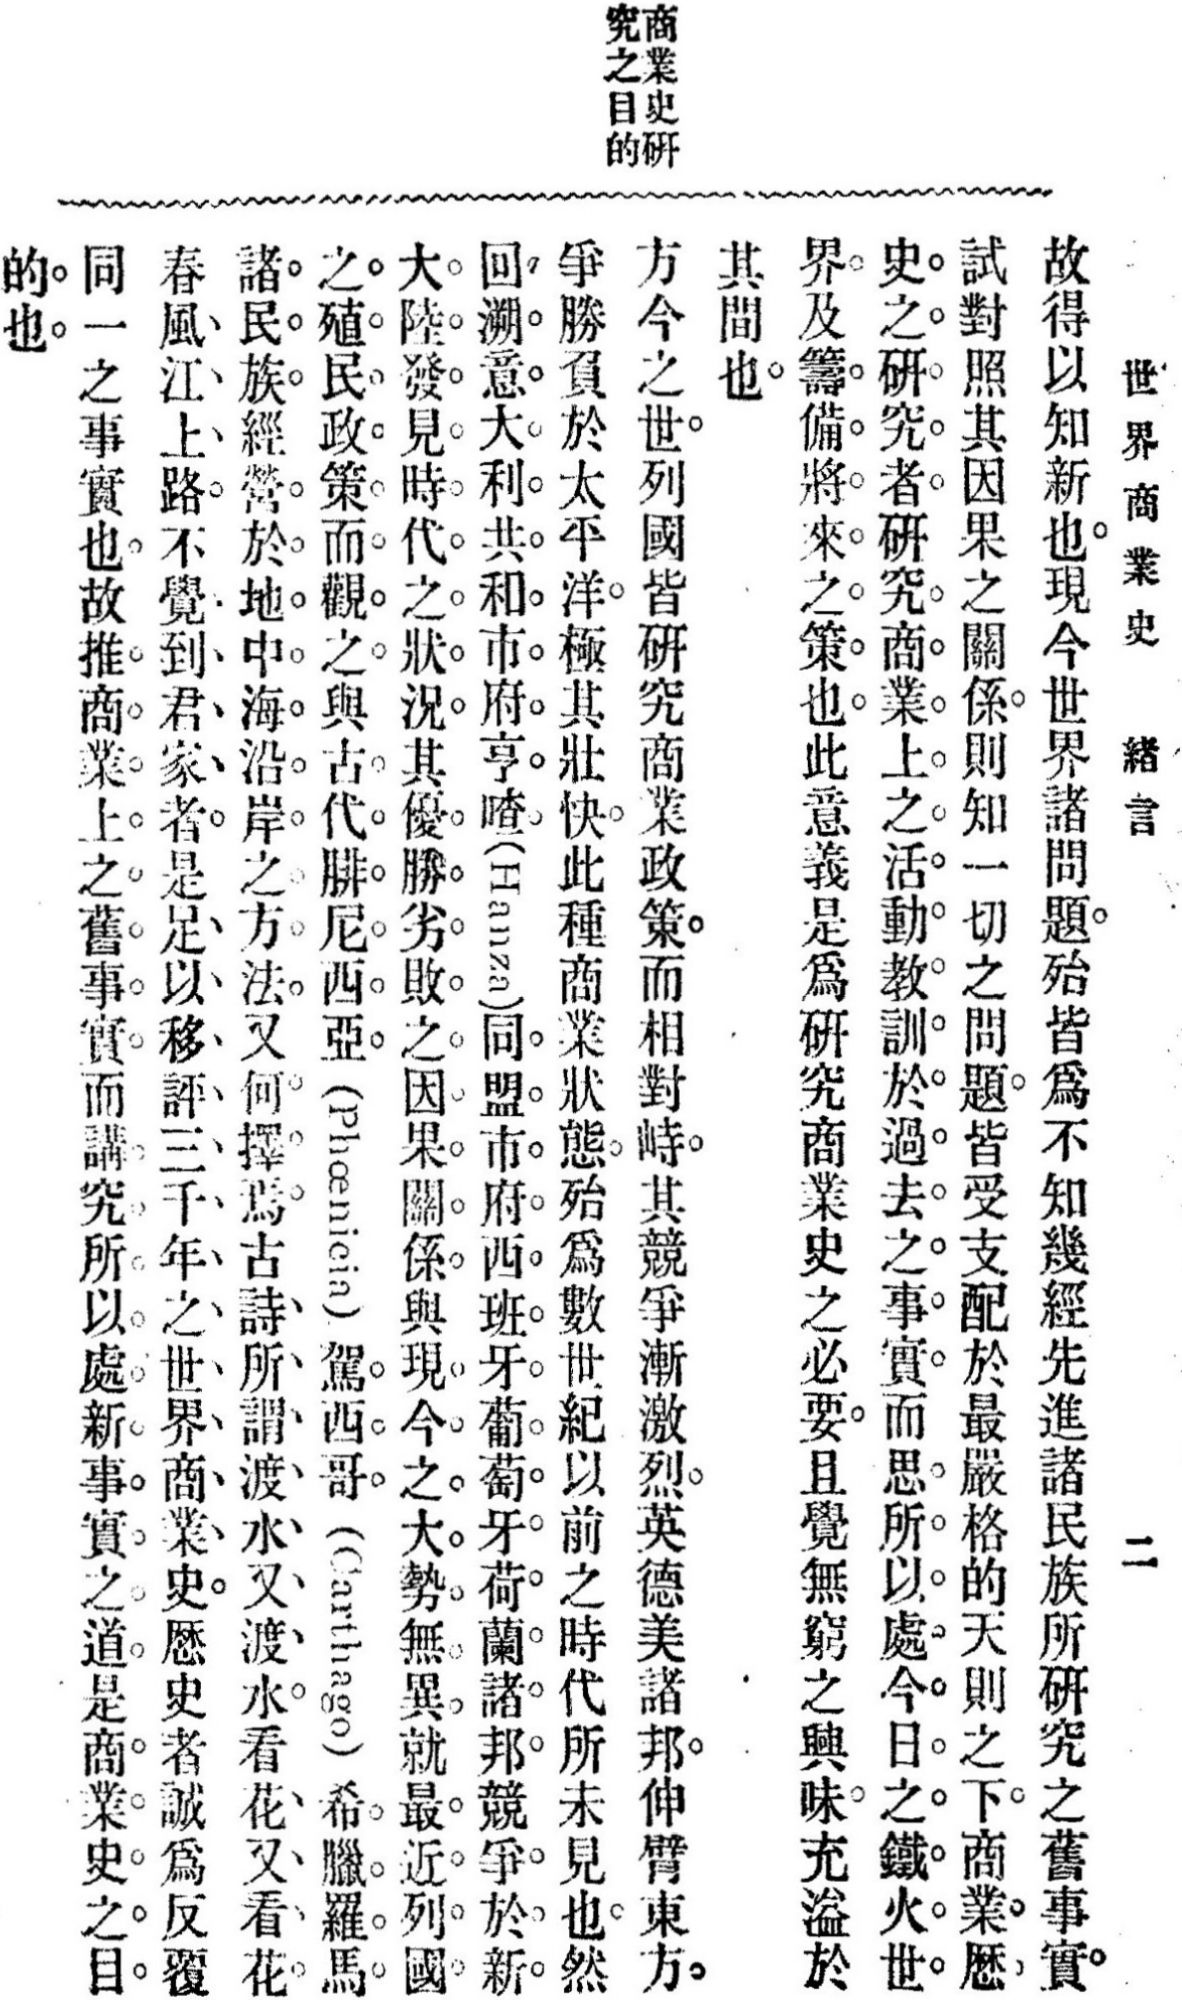 世界商業史　緒言　二
商業史研
究之目的
故得以知新也。現今世界諸問題。殆皆爲不知幾經先進諸民族所研究之舊事實。
試對照其因果之關係。則知一切之問題。皆受支配於最嚴格的天則之下。商業歷
史之研究者研究商業上之活動敎訓於過去之事實而思所以處今日之鐵火世
界及籌備將來之策也。此意義是爲研究商業史之必要。且覺無窮之興味。充溢於
其間也。
方今之世。列國皆研究商業政策。而相對峙。其競爭漸激烈。英德美諸邦。伸臂東方。
爭勝負於太平洋。極其壯快。此種商業狀態。殆爲數世紀以前之時代所未見也。然
回溯意大利共和市府亨喳(Hanza)同盟市府西班牙葡萄牙荷蘭諸邦競爭於新
大陸發見時代之狀況。其優勝劣敗之因果關係與現今之大勢無異。就最近列國
之殖民政策而觀之。與古代腓尼西亞(Phœnicia)駕西哥(Carthago)希臘羅馬
諸民族經營於地中海沿岸之方法。又何擇焉。古詩所謂渡水又渡水。看花又看花。
春風江上路。不覺到君家者。是足以移評三千年之世界商業史。歷史者誠爲反覆
同一之事實也。故推商業上之舊事實而講究所以處新事實之道。是商業史之目
的也。